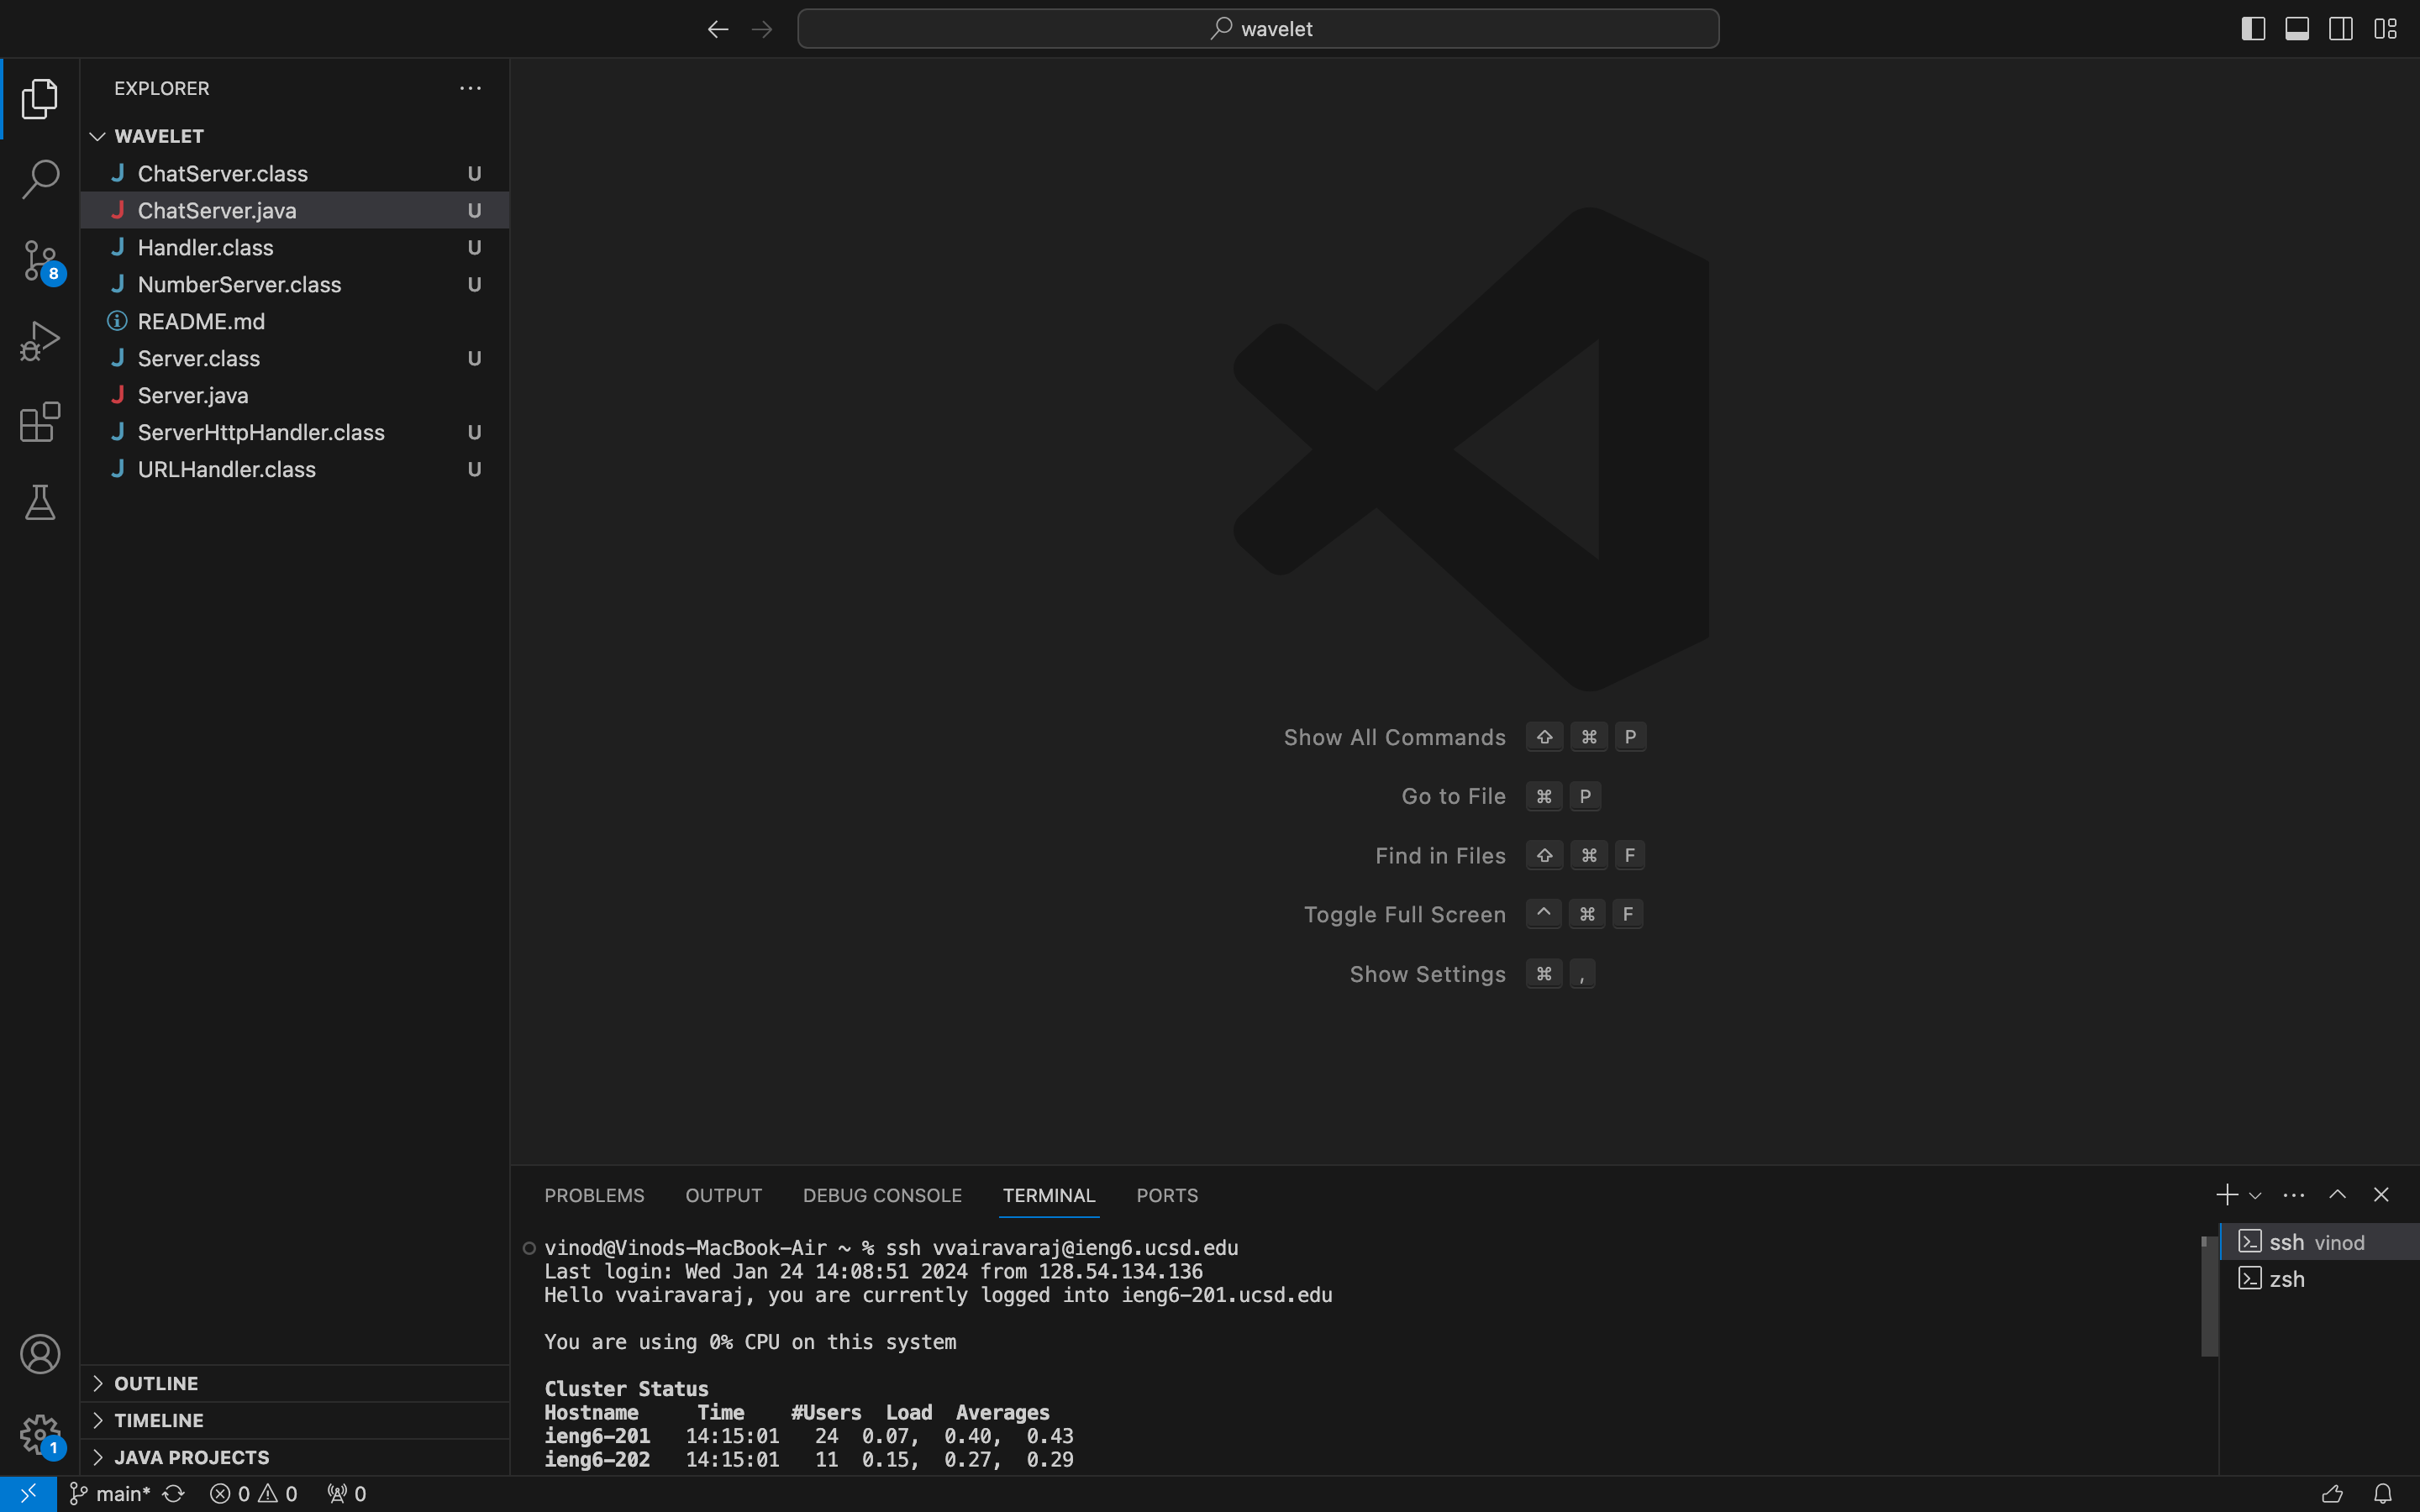 wavelet
EXPLORER
WAVELET
ChatServer.class U
ChatServer.java U
Handler.class U
NumberServer.class U
README.md
Server.class U
Server.java
ServerHttpHandler.class U
URLHandler.class U
8
Show All Commands ⇧ ⌘ P
Go to File ⌘ P
Find in Files ⇧ ⌘ F
Toggle Full Screen ^ ⌘ F
Show Settings ⌘ ,
PROBLEMS OUTPUT DEBUG CONSOLE TERMINAL PORTS
vinod@Vinods-MacBook-Air ~ % ssh vvairavaraj@ieng6.ucsd.edu
Last login: Wed Jan 24 14:08:51 2024 from 128.54.134.136
Hello vvairavaraj, you are currently logged into ieng6-201.ucsd.edu
You are using 0% CPU on this system
Cluster Status
Hostname Time #Users Load Averages
ieng6-201 14:15:01 24 0.07, 0.40, 0.43
ieng6-202 14:15:01 11 0.15, 0.27, 0.29
ssh vinod
zsh
OUTLINE
TIMELINE
JAVA PROJECTS
1
main* 0 0 0